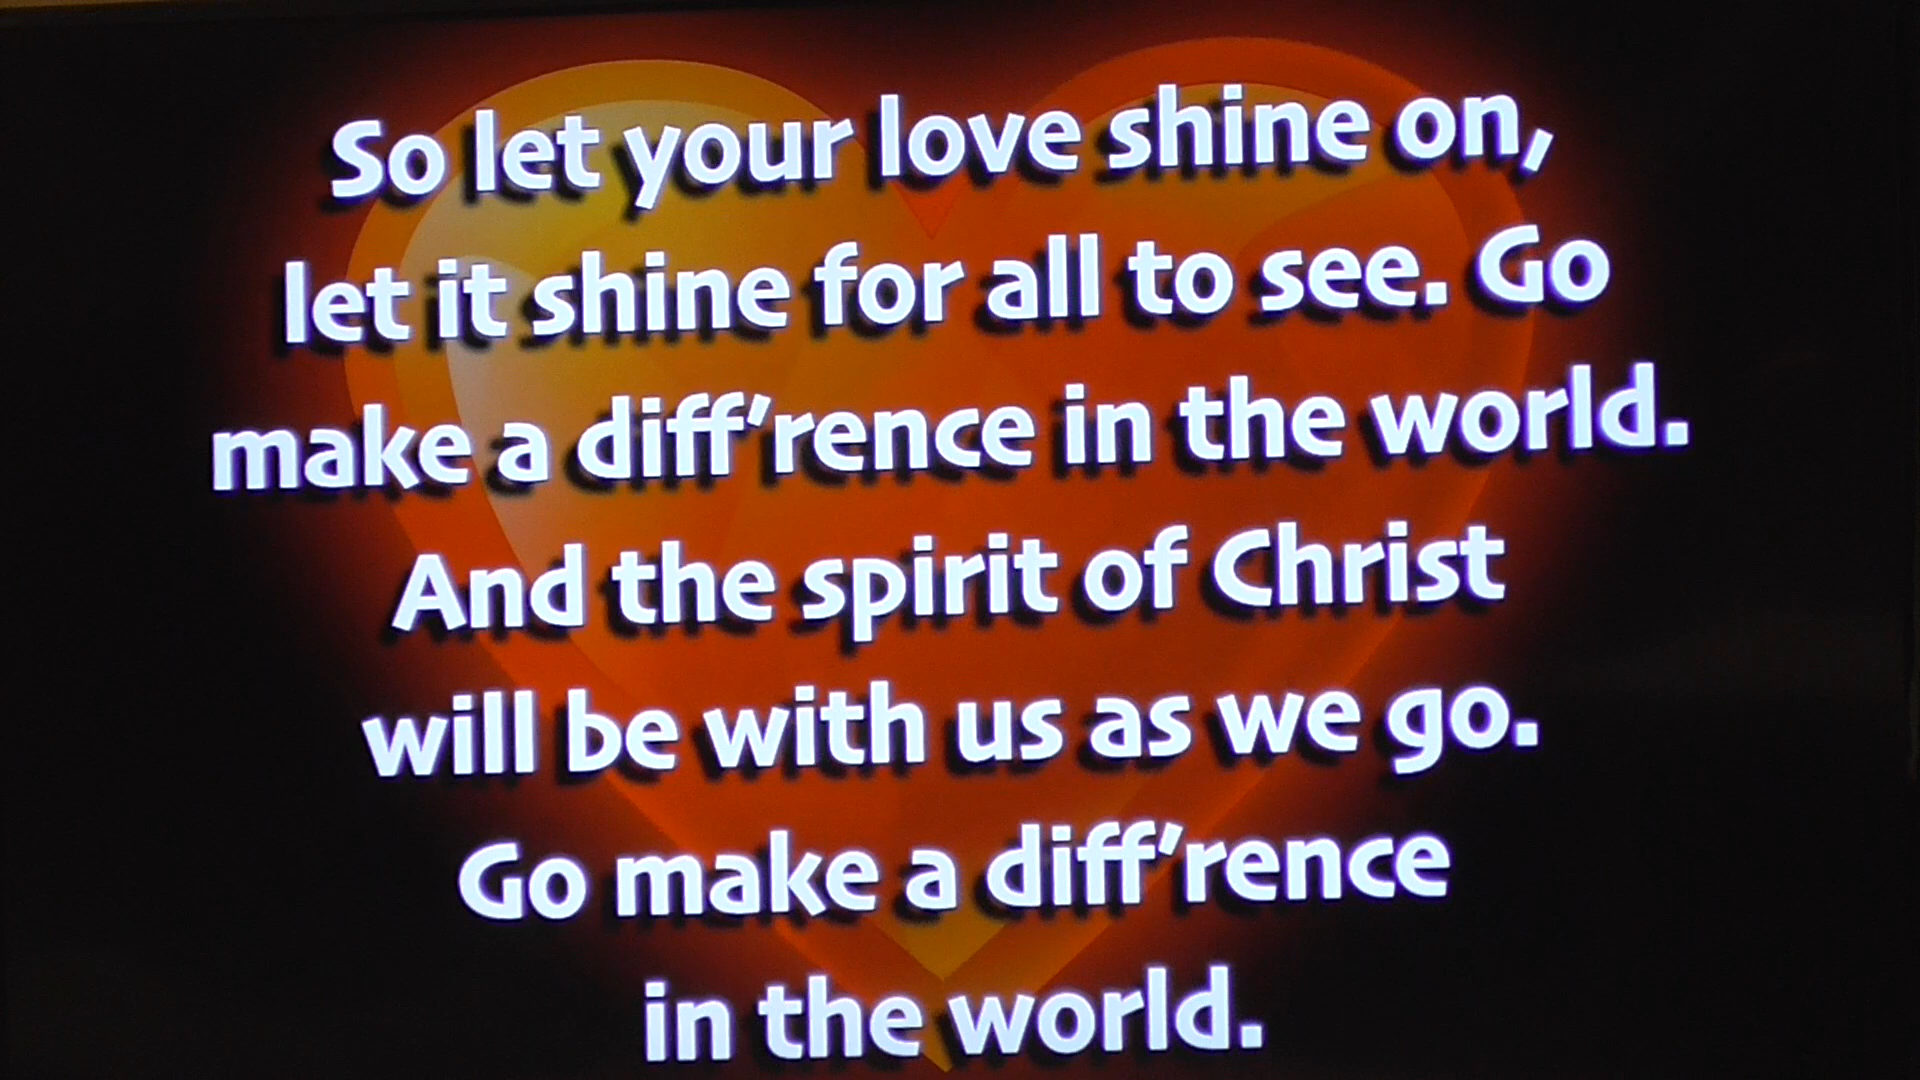 So let your love shine on,
let it shine for all to see. Go
make a diff'rence in the world.
And the spirit of Christ
will be with us as we go.
Go make a diff'rence
in the world.